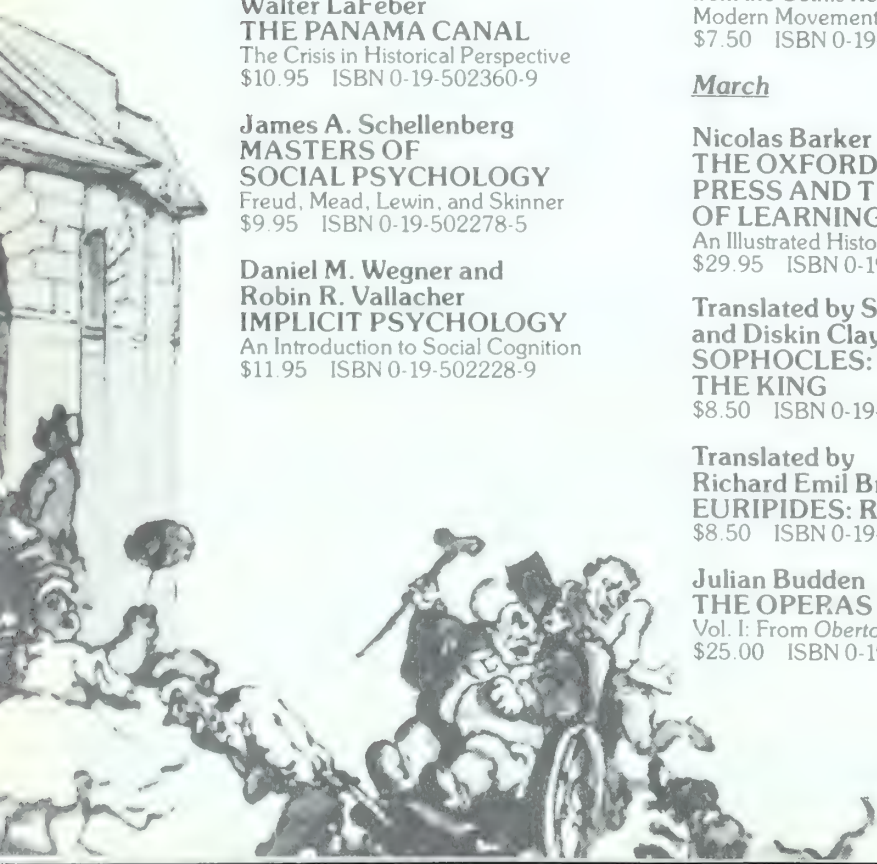 Walter LaFeber
THE PANAMA CANAL
The Crisis in Historical Perspective
$10.95 ISBN 0-19-502360-9
James A. Schellenberg
MASTERS OF
SOCIAL PSYCHOLOGY
Freud, Mead, Lewin, and Skinner
$9.95 ISBN 0-19-502278-5
Daniel M. Wegner and
Robin R. Vallacher
IMPLICIT PSYCHOLOGY
An Introduction to Social Cognition
$11.95 ISBN 0-19-502228-9
Modern Movement
$7.50 ISBN 0-19
March
Nicolas Barker
THE OXFORD
PRESS AND T
OF LEARNING
An Illustrated Histo
$29.95 ISBN 0-19
Translated by S
and Diskin Clay
SOPHOCLES:
THE KING
$8.50 ISBN 0-19-
Translated by
Richard Emil Br
EURIPIDES: R
$8.50 ISBN 0-19-
Julian Budden
THE OPERAS
Vol. I: From Oberto
$25.00 ISBN 0-19